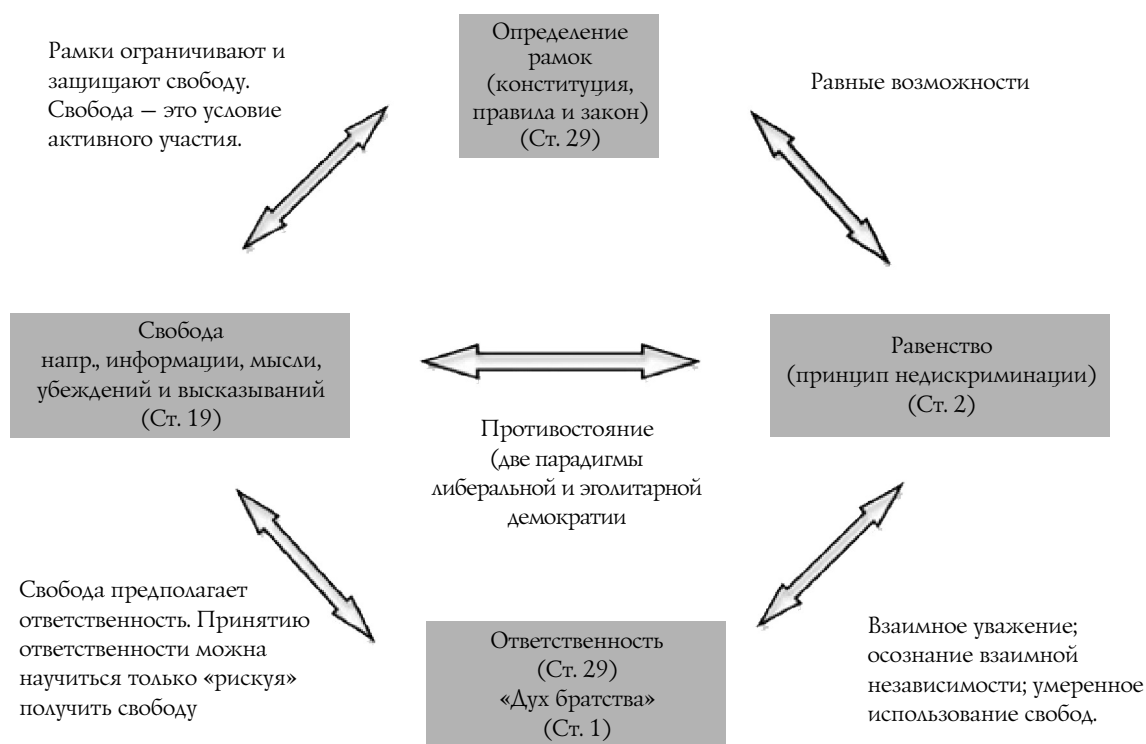 Рамки ограничивают и
защищают свободу.
Свобода – это условие
активного участия.
Определение
рамок
(конституция,
правила и закон)
(Ст. 29)
Равные возможности
Свобода
напр., информации, мысли,
убеждений и высказываний
(Ст. 19)
Равенство
(принцип недискриминации)
(Ст. 2)
Противостояние
(две парадигмы
либеральной и эголитарной
демократии
Свобода предполагает
ответственность. Принятию
ответственности можно
научиться только «рискуя»
получить свободу
Ответственность
(Ст. 29)
«Дух братства»
(Ст. 1)
Взаимное уважение;
осознание взаимной
независимости; умеренное
использование свобод.